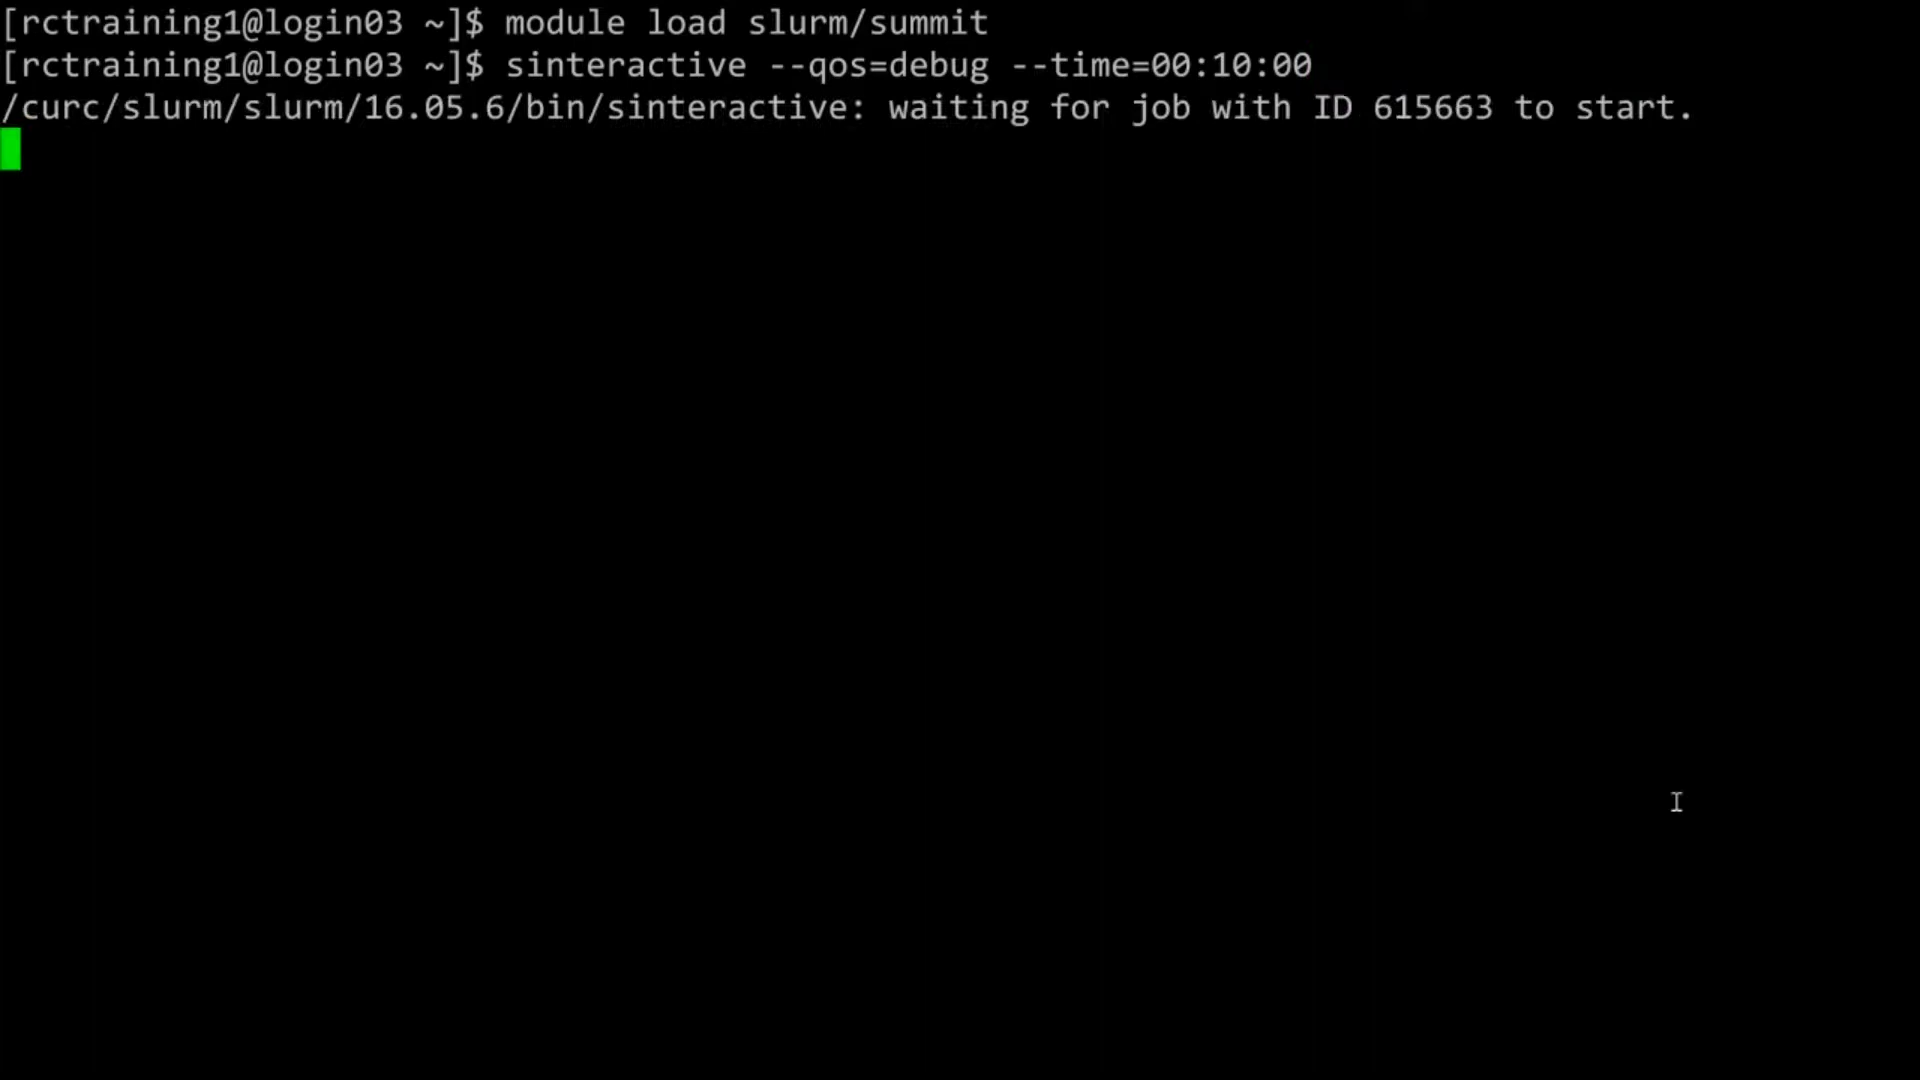 [rctraining1@login03 ~]$ module load slurm/summit
[rctraining1@login03 ~]$ sinteractive --qos=debug --time=00:10:00
/curc/slurm/slurm/16.05.6/bin/sinteractive: waiting for job with ID 615663 to start.